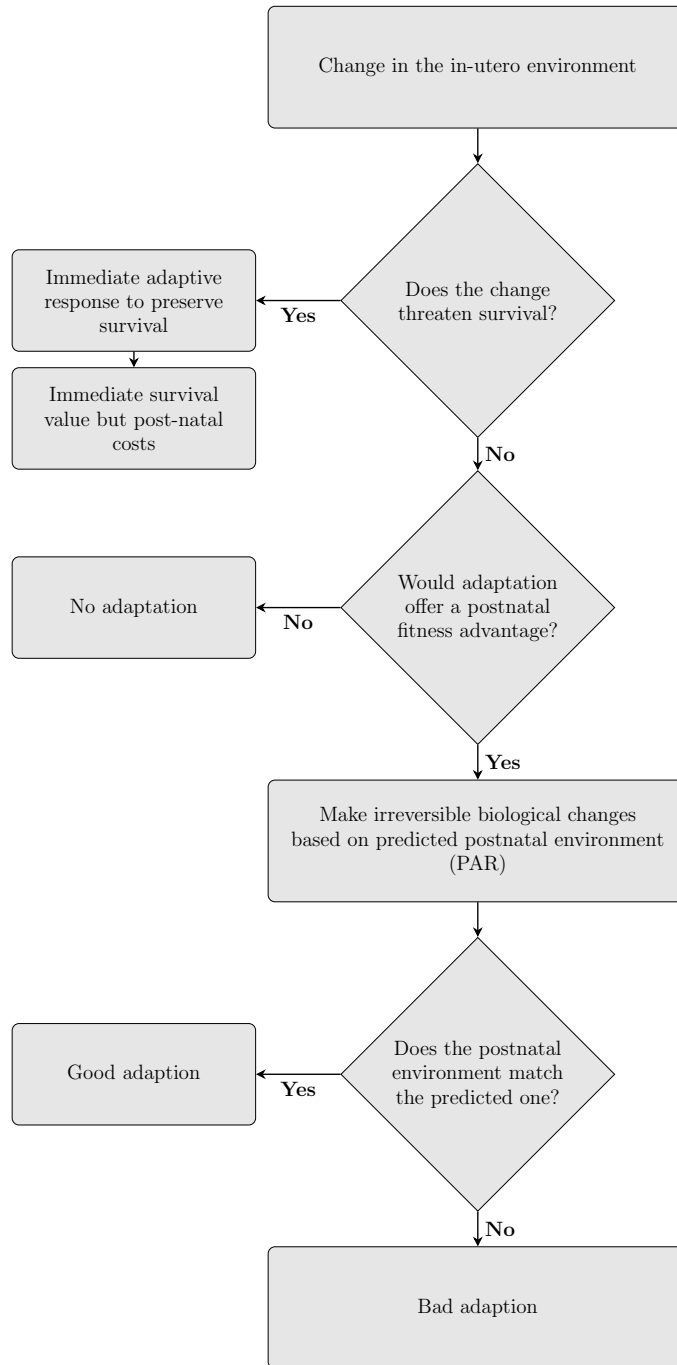 Change in the in-utero environment
Does the change
threaten survival?
Yes
Immediate adaptive
response to preserve
survival
Immediate survival
value but post-natal
costs
No
Would adaptation
offer a postnatal
fitness advantage?
No
No adaptation
Yes
Make irreversible biological changes
based on predicted postnatal environment
(PAR)
Does the postnatal
environment match
the predicted one?
Yes
Good adaption
No
Bad adaption